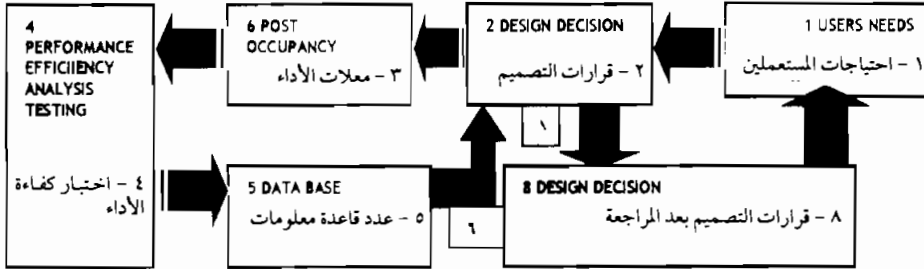 4
PERFORMANCE
EFFICIIENCY
ANALYSIS
TESTING
٤ - اختبار كفاءة
الأداء
6 POST
OCCUPANCY
٣ - معلات الأداء
2 DESIGN DECISION
٢ - قرارات التصميم
1 USERS NEEDS
١ - احتياجات المستعملين
١
5 DATA BASE
٥ - عدد قاعدة معلومات
٦
8 DESIGN DECISION
٨ - قرارات التصميم بعد المراجعة